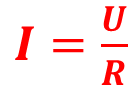 I = U/R